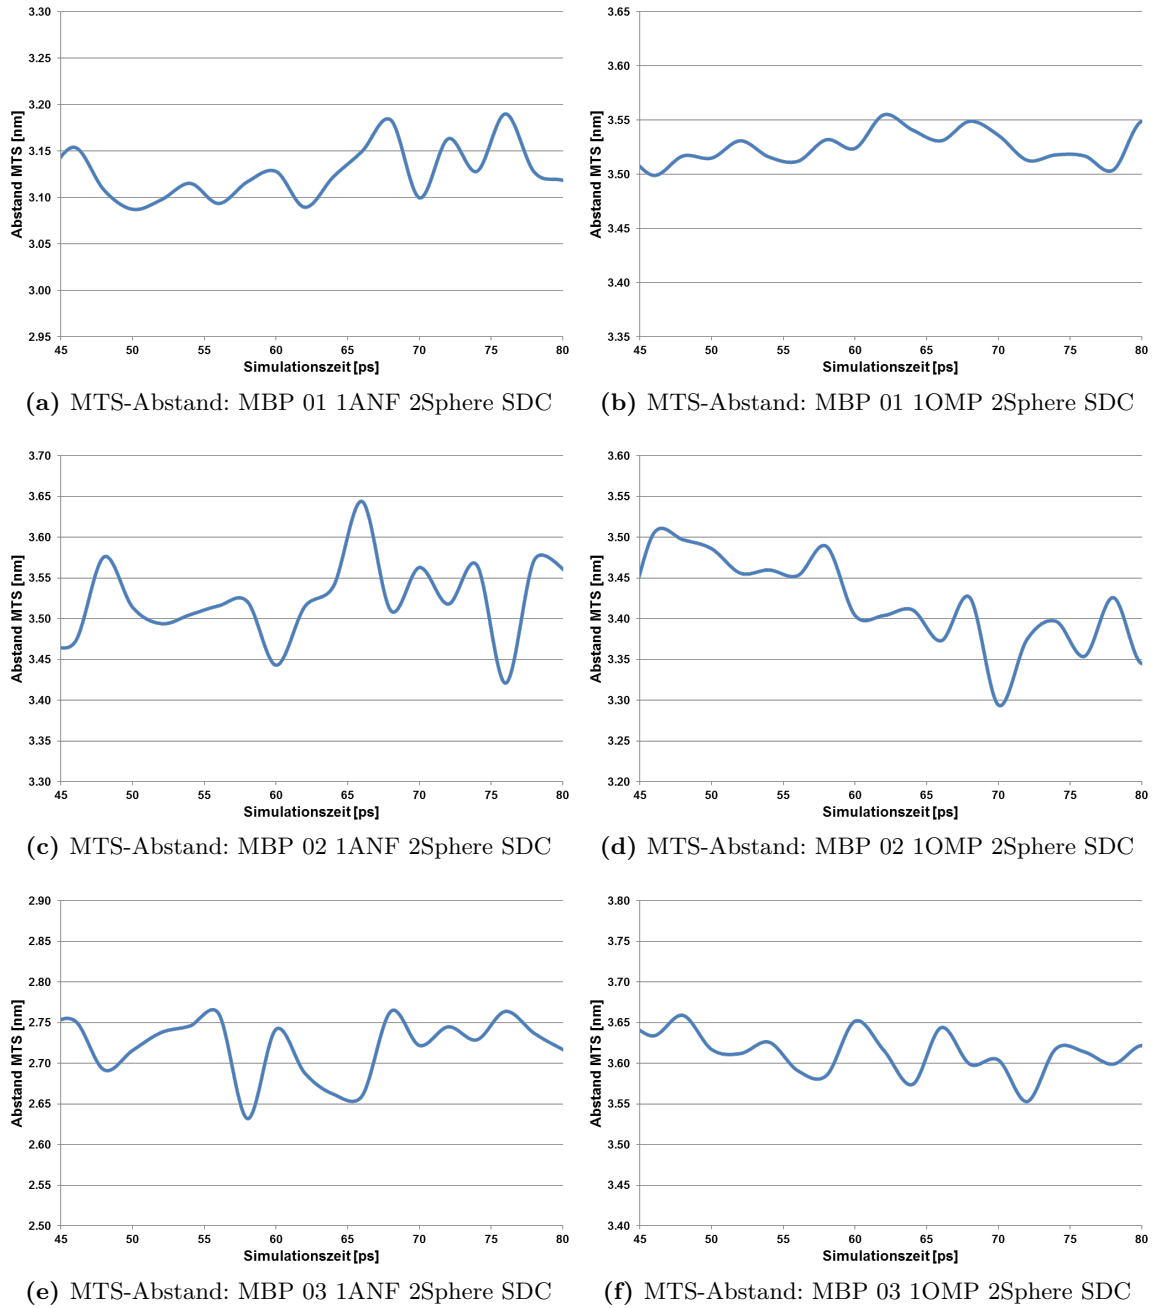 3.30
3.25
3.20
3.15
3.10
3.05
3.00
2.95
Abstand MTS [nm]
45 50 55 60 65 70 75 80
Simulationszeit [ps]
(a) MTS-Abstand: MBP 01 1ANF 2Sphere SDC
3.65
3.60
3.55
3.50
3.45
3.40
3.35
Abstand MTS [nm]
45 50 55 60 65 70 75 80
Simulationszeit [ps]
(b) MTS-Abstand: MBP 01 1OMP 2Sphere SDC
3.70
3.65
3.60
3.55
3.50
3.45
3.40
3.35
3.30
Abstand MTS [nm]
45 50 55 60 65 70 75 80
Simulationszeit [ps]
(c) MTS-Abstand: MBP 02 1ANF 2Sphere SDC
3.60
3.55
3.50
3.45
3.40
3.35
3.30
3.25
3.20
Abstand MTS [nm]
45 50 55 60 65 70 75 80
Simulationszeit [ps]
(d) MTS-Abstand: MBP 02 1OMP 2Sphere SDC
2.90
2.85
2.80
2.75
2.70
2.65
2.60
2.55
2.50
Abstand MTS [nm]
45 50 55 60 65 70 75 80
Simulationszeit [ps]
(e) MTS-Abstand: MBP 03 1ANF 2Sphere SDC
3.80
3.75
3.70
3.65
3.60
3.55
3.50
3.45
3.40
Abstand MTS [nm]
45 50 55 60 65 70 75 80
Simulationszeit [ps]
(f) MTS-Abstand: MBP 03 1OMP 2Sphere SDC